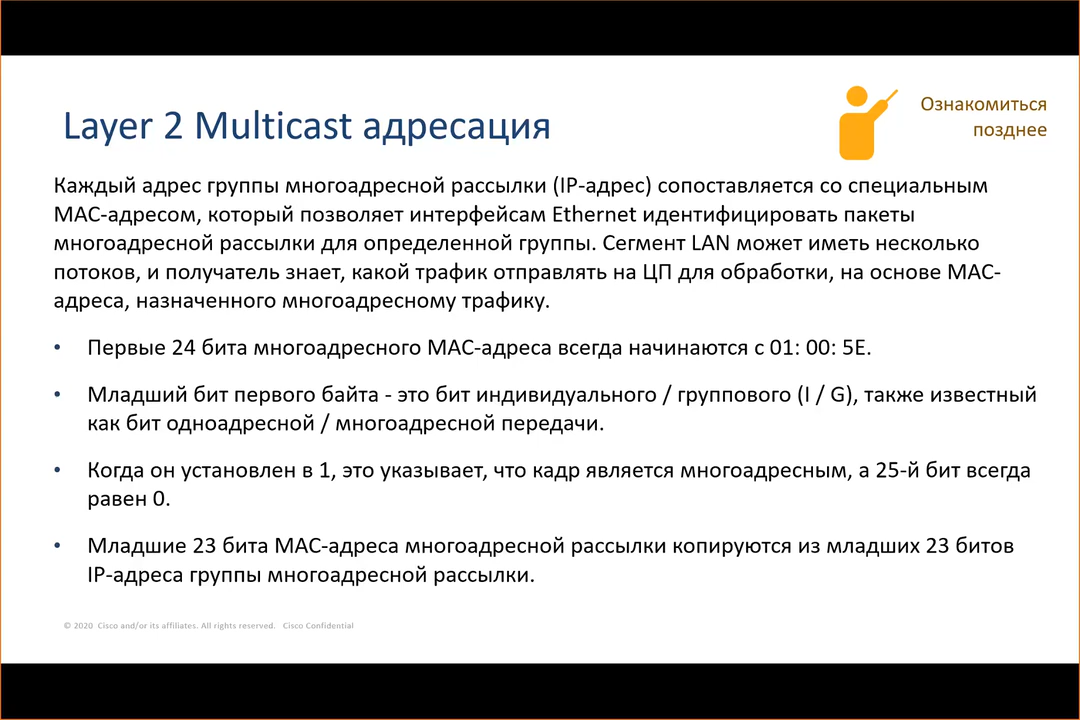 Layer 2 Multicast адресация
Ознакомиться
позднее
Каждый адрес группы многоадресной рассылки (IP-адрес) сопоставляется со специальным
MAC-адресом, который позволяет интерфейсам Ethernet идентифицировать пакеты
многоадресной рассылки для определенной группы. Сегмент LAN может иметь несколько
потоков, и получатель знает, какой трафик отправлять на ЦП для обработки, на основе MAC-
адреса, назначенного многоадресному трафику.
• Первые 24 бита многоадресного MAC-адреса всегда начинаются с 01: 00: 5E.
• Младший бит первого байта - это бит индивидуального / группового (I / G), также известный
как бит одноадресной / многоадресной передачи.
• Когда он установлен в 1, это указывает, что кадр является многоадресным, а 25-й бит всегда
равен 0.
• Младшие 23 бита MAC-адреса многоадресной рассылки копируются из младших 23 битов
IP-адреса группы многоадресной рассылки.
© 2020 Cisco and/or its affiliates. All rights reserved. Cisco Confidential